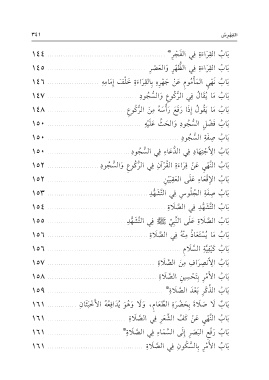 الفهرس ٣٤١
بَابُ القِرَاءَةِ فِي الفَجْرِ ١٤٤
بَابُ القِرَاءَةِ فِي الظُّهْرِ وَالعَصْرِ ١٤٥
بَابُ نَهْيِ المَأْمُومِ عَنْ جَهْرِهِ بِالقِرَاءَةِ خَلْفَ إِمَامِهِ ١٤٦
بَابُ مَا يُقَالُ فِي الرُّكُوعِ وَالسُّجُودِ ١٤٧
بَابُ مَا يَقُولُ إِذَا رَفَعَ رَأْسَهُ مِنَ الرُّكُوعِ ١٤٨
بَابُ فَضْلِ السُّجُودِ وَالحَثِّ عَلَيْهِ ١٥٠
بَابُ صِفَةِ السُّجُودِ ١٥٠
بَابُ الاجْتِهَادِ فِي الدُّعَاءِ فِي السُّجُودِ ١٥٠
بَابُ النَّهْيِ عَنْ قِرَاءَةِ القُرْآنِ فِي الرُّكُوعِ وَالسُّجُودِ ١٥٢
بَابُ الإِقْعَاءِ عَلَى العَقِبَيْنِ ١٥٢
بَابُ صِفَةِ الجُلُوسِ فِي التَّشَهُّدِ ١٥٣
بَابُ التَّشَهُّدِ فِي الصَّلَاةِ ١٥٤
بَابُ الصَّلَاةِ عَلَى النَّبِيِّ ﷺ فِي التَّشَهُّدِ ١٥٥
بَابُ مَا يُسْتَعَاذُ مِنْهُ فِي الصَّلَاةِ ١٥٦
بَابُ كَيْفِيَّةِ السَّلَامِ ١٥٦
بَابُ الانْصِرَافِ مِنَ الصَّلَاةِ ١٥٧
بَابُ الأَمْرِ بِتَحْسِينِ الصَّلَاةِ ١٥٨
بَابُ الذِّكْرِ بَعْدَ الصَّلَاةِ ١٥٩
بَابُ لَا صَلَاةَ بِحَضْرَةِ الطَّعَامِ، وَلَا وَهُوَ يُدَافِعُهُ الأَخْبَثَانِ ١٦١
بَابُ النَّهْيِ عَنْ كَفِّ الشَّعْرِ فِي الصَّلَاةِ ١٦١
بَابُ رَفْعِ البَصَرِ إِلَى السَّمَاءِ فِي الصَّلَاةِ ١٦١
بَابُ الأَمْرِ بِالسُّكُونِ فِي الصَّلَاةِ ١٦١